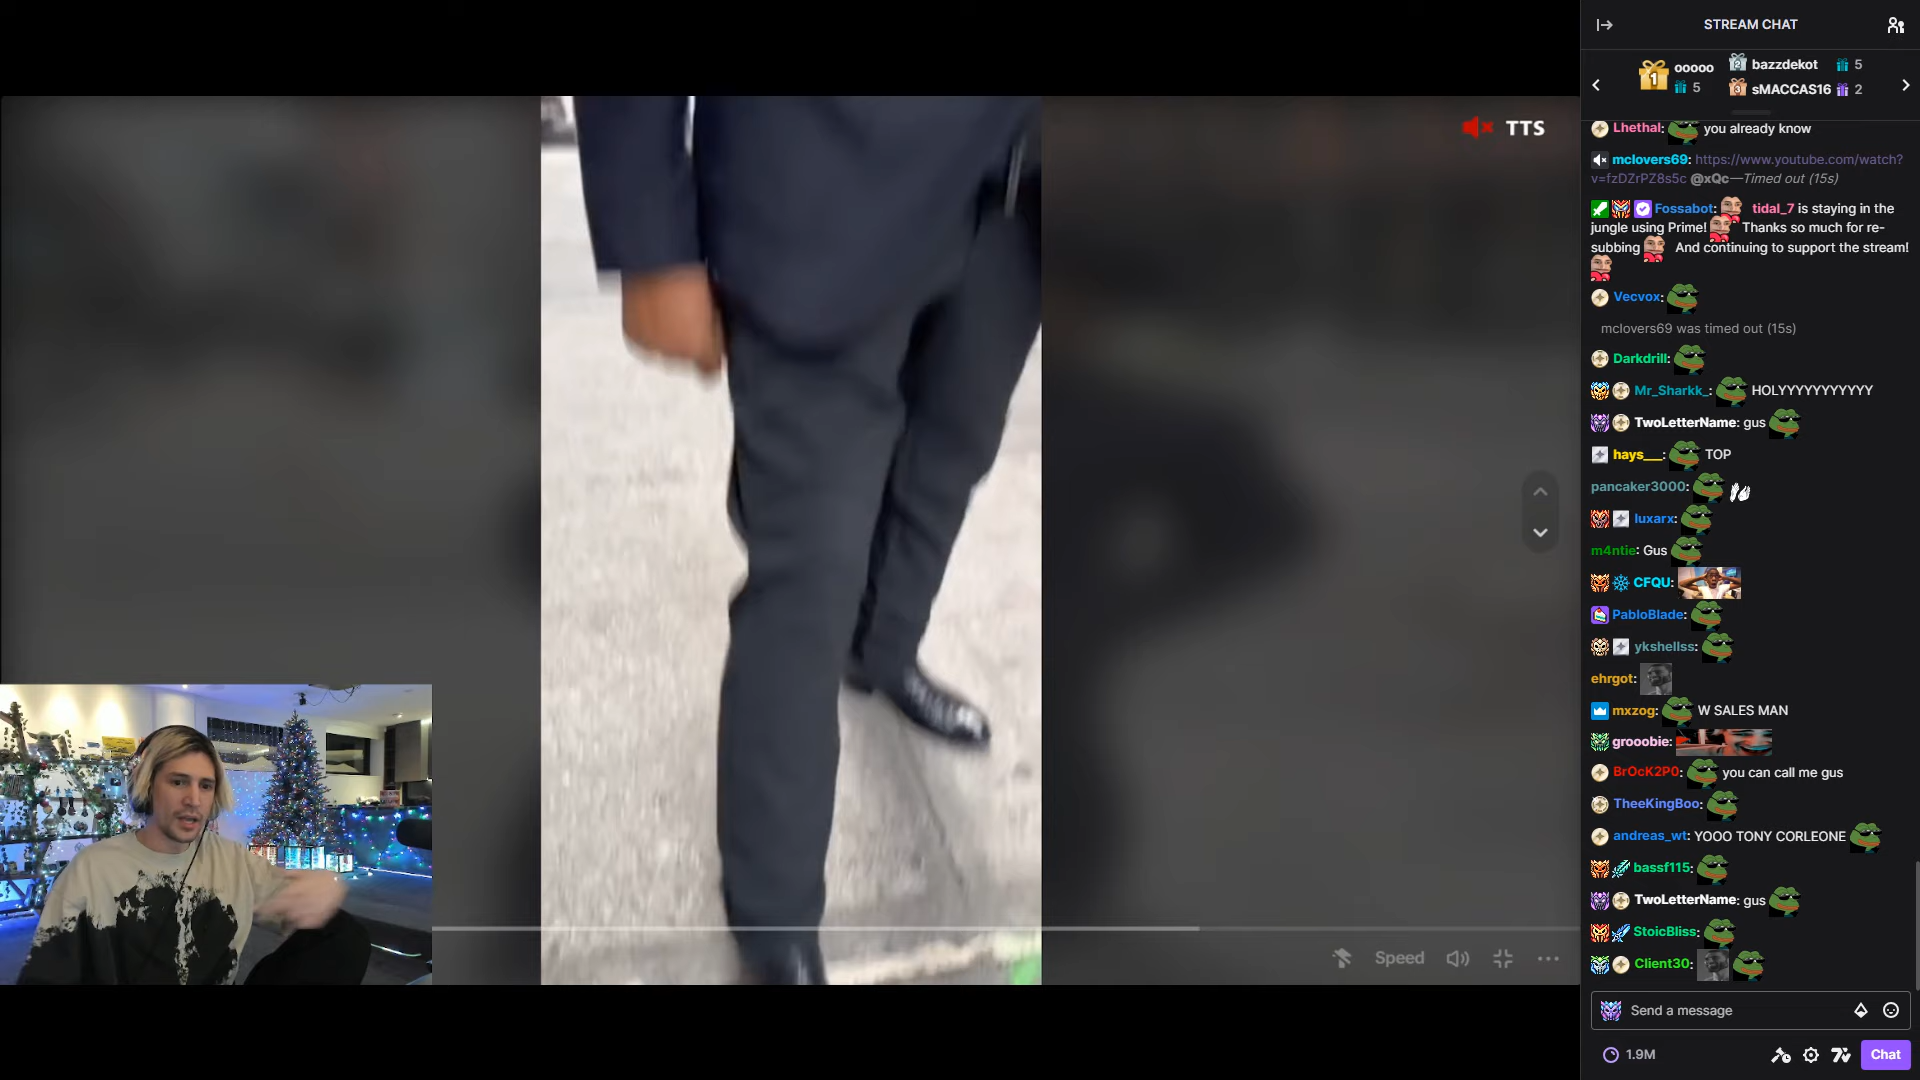 STREAM CHAT
1 ooooo 5
2 bazzdekot 5
3 sMACCAS16 2
TTS
Lhethal: you already know
mclovers69: https://www.youtube.com/watch?
v=fzDZrPZ8s5c @xQc—Timed out (15s)
Fossabot: tidal_7 is staying in the
jungle using Prime! Thanks so much for re-
subbing And continuing to support the stream!
Vecvox:
mclovers69 was timed out (15s)
Darkdrill:
Mr_Sharkk_: HOLYYYYYYYYYYY
TwoLetterName: gus
hays___: TOP
pancaker3000:
luxarx:
m4ntie: Gus
CFQU:
PabloBlade:
ykshellss:
ehrgot:
mxzog: W SALES MAN
grooobie:
BrOcK2P0: you can call me gus
TheeKingBoo:
andreas_wt: YOOO TONY CORLEONE
bassf115:
TwoLetterName: gus
StoicBliss:
Client30:
Speed
Send a message
1.9M
Chat